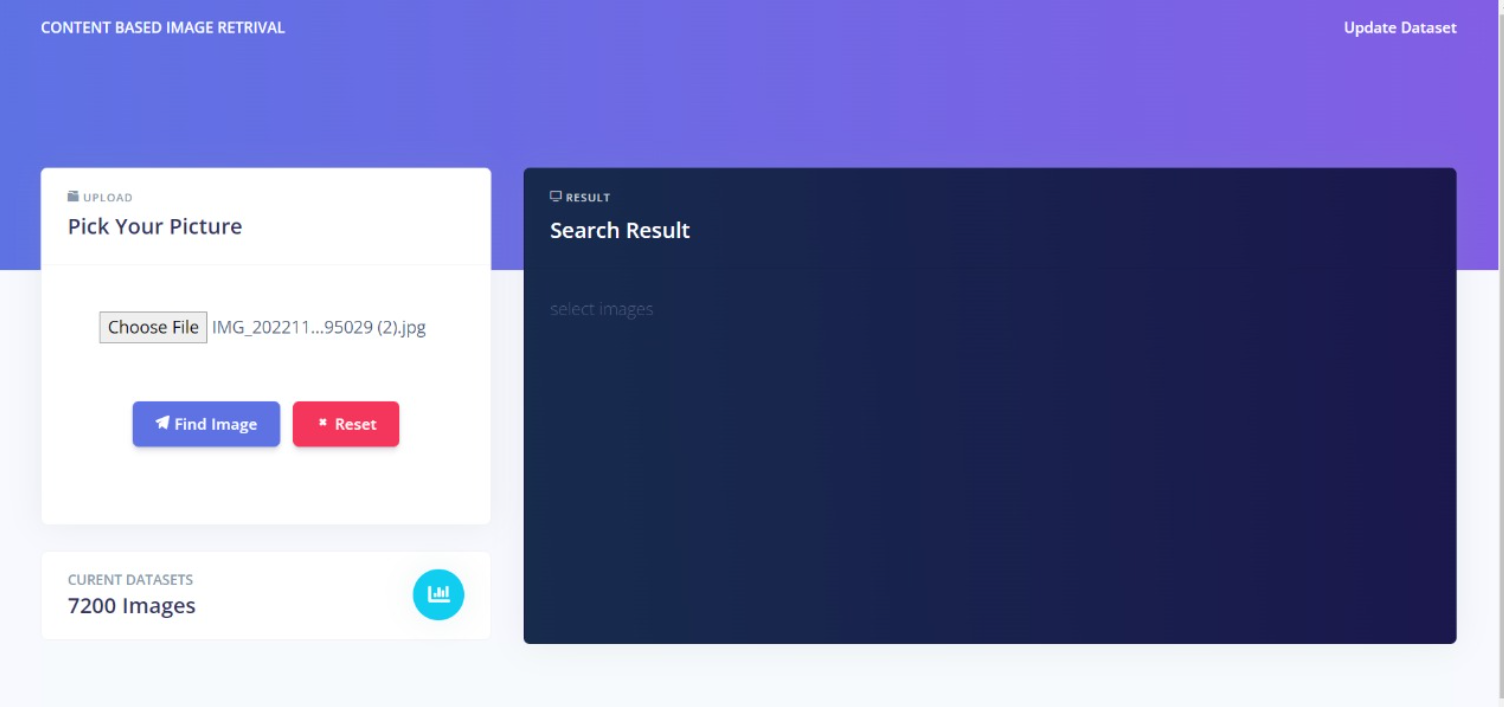 CONTENT BASED IMAGE RETRIVAL
Update Dataset
UPLOAD
Pick Your Picture
Choose File IMG_202211...95029 (2).jpg
Find Image
Reset
CURENT DATASETS
7200 Images
RESULT
Search Result
select images